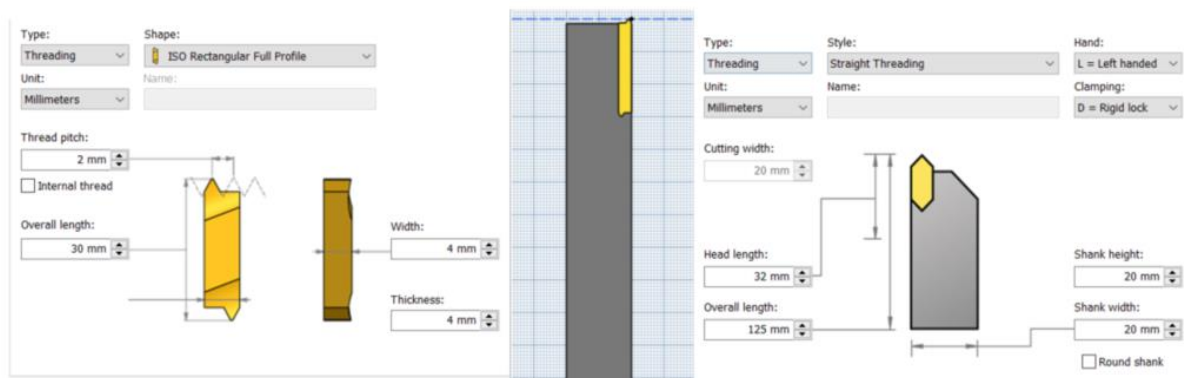 Type:
Shape:
Threading
ISO Rectangular Full Profile
Unit:
Name:
Millimeters
Thread pitch:
2 mm
Internal thread
Overall length:
30 mm
Width:
4 mm
Thickness:
4 mm
Type:
Style:
Hand:
Threading
Straight Threading
L = Left handed
Unit:
Name:
Clamping:
Millimeters
D = Rigid lock
Cutting width:
20 mm
Head length:
32 mm
Overall length:
125 mm
Shank height:
20 mm
Shank width:
20 mm
Round shank